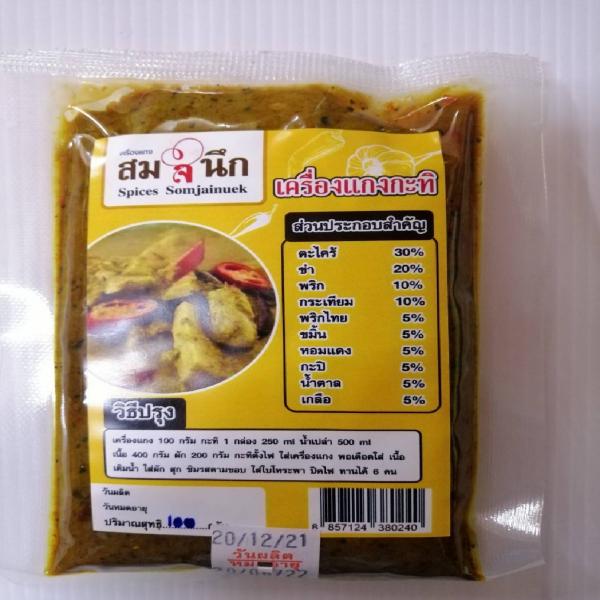 เครื่องแกง
สมใจนึก
Spices Somjainuek
เครื่องแกงกะทิ
ส่วนประกอบสำคัญ
ตะไคร้ 30%
ข่า 20%
พริก 10%
กระเทียม 10%
พริกไทย 5%
ขมิ้น 5%
หอมแดง 5%
กะปิ 5%
น้ำตาล 5%
เกลือ 5%
วิธีปรุง
เครื่องแกง 100 กรัม กะทิ 1 กล่อง 250 ml น้ำเปล่า 500 ml
เนื้อ 400 กรัม ผัก 200 กรัม กะทิตั้งไฟ ใส่เครื่องแกง พอเดือดใส่ เนื้อ
เติมน้ำ ใส่ผัก สุก ชิมรสตามชอบ ใส่ใบโหระพา ปิดไฟ ทานได้ 6 คน
วันผลิต
วันหมดอายุ
ปริมาณสุทธิ 100
8 857124 380240
20/12/21
วันผลิต
หมดอายุ